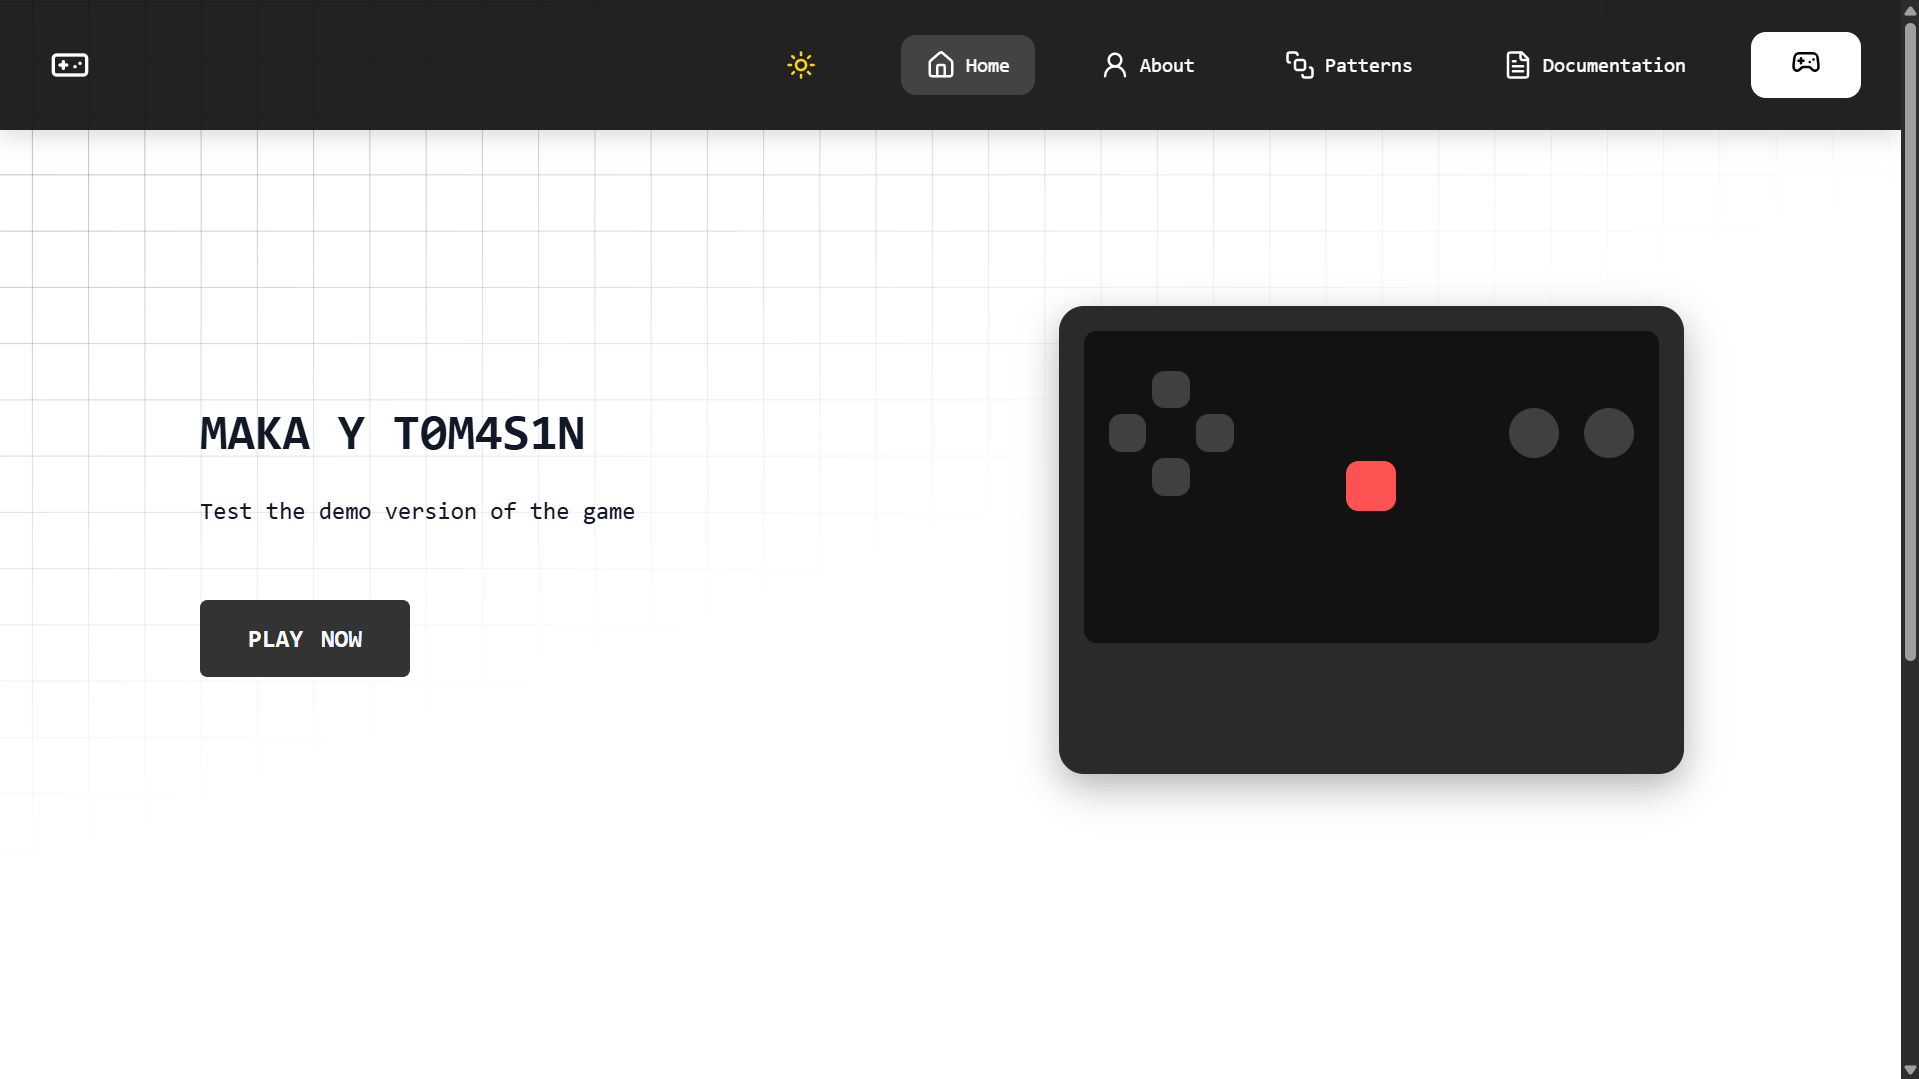 Home
About
Patterns
Documentation
MAKA Y T0M4S1N
Test the demo version of the game
PLAY NOW